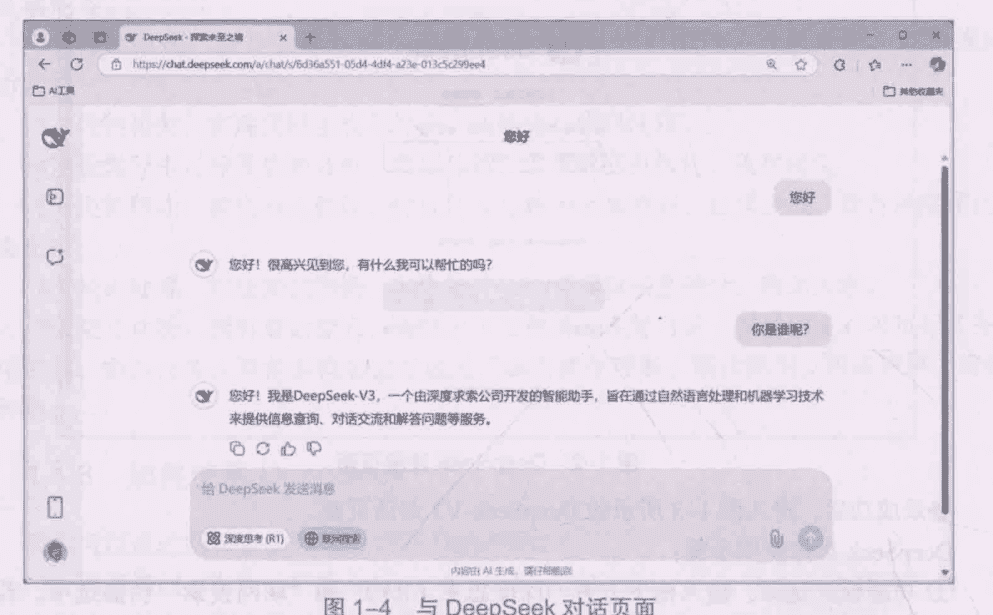 DeepSeek - 探索未至之境
https://chat.deepseek.com/a/chat/s/6d36a551-05d4-4df4-a23e-013c5c299ee4
AI工具
其他收藏夹
您好
您好
您好！很高兴见到您，有什么我可以帮忙的吗？
你是谁呢？
您好！我是DeepSeek-V3，一个由深度求索公司开发的智能助手，旨在通过自然语言处理和机器学习技术
来提供信息查询、对话交流和解答问题等服务。
给 DeepSeek 发送消息
深度思考 (R1)
联网搜索
内容由 AI 生成，请仔细甄别
图 1-4　与 DeepSeek 对话页面